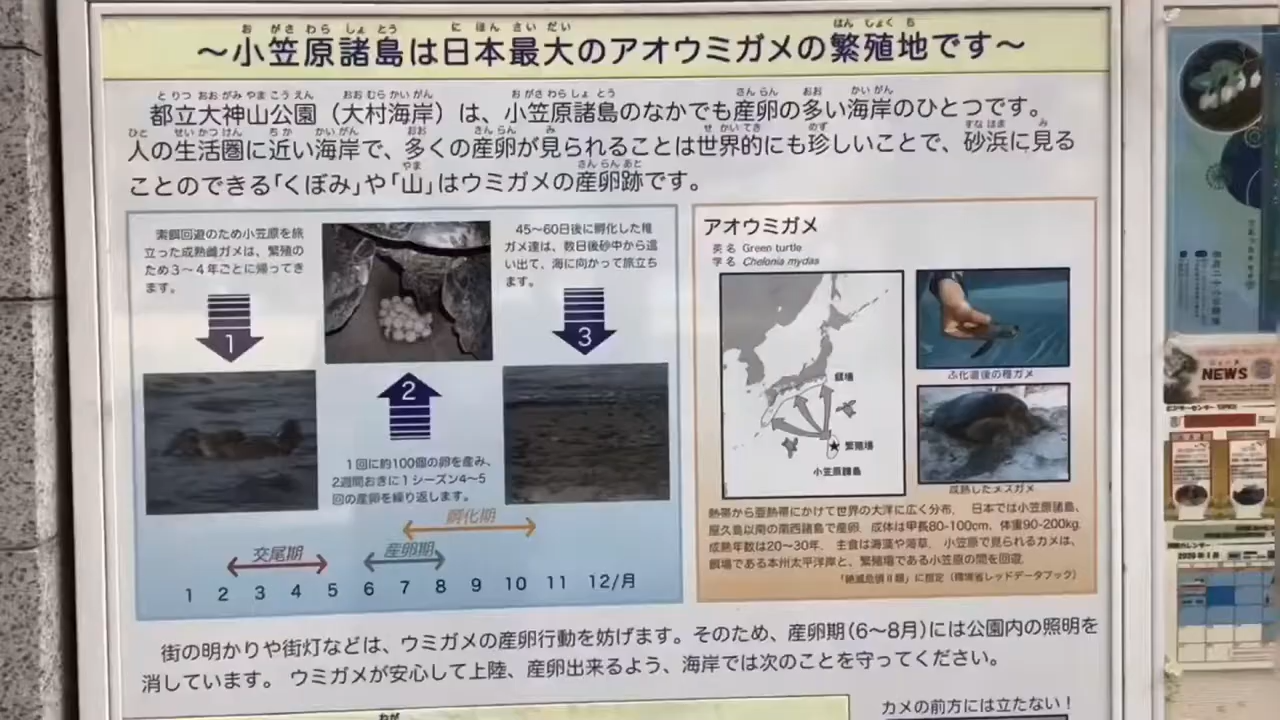 ～小笠原諸島は日本最大のアオウミガメの繁殖地です～
都立大神山公園（大村海岸）は、小笠原諸島のなかでも産卵の多い海岸のひとつです。
人の生活圏に近い海岸で、多くの産卵が見られることは世界的にも珍しいことで、砂浜に見る
ことのできる「くぼみ」や「山」はウミガメの産卵跡です。
索餌回遊のため小笠原を旅
立った成熟雌ガメは、繁殖の
ため３～４年ごとに帰ってき
ます。
1
1回に約100個の卵を産み、
2週間おきに１シーズン4～5
回の産卵を繰り返します。
2
45～60日後に孵化した稚
ガメ達は、数日後砂中から這
い出て、海に向かって旅立ち
ます。
3
孵化期
交尾期
産卵期
1 2 3 4 5 6 7 8 9 10 11 12/月
アオウミガメ
英名 Green turtle
学名 Chelonia mydas
餌場
繁殖場
小笠原諸島
ふ化直後の稚ガメ
成熟したメスガメ
熱帯から亜熱帯にかけて世界の大洋に広く分布。日本では小笠原諸島、
屋久島以南の南西諸島で産卵。成体は甲長80-100cm、体重90-200kg。
成熟年数は20～30年。主食は海藻や海草。小笠原で見られるカメは、
餌場である本州太平洋岸と、繁殖場である小笠原の間を回遊。
「絶滅危惧Ⅱ類」に指定（環境省レッドデータブック）
街の明かりや街灯などは、ウミガメの産卵行動を妨げます。そのため、産卵期（6～8月）には公園内の照明を
消しています。ウミガメが安心して上陸、産卵出来るよう、海岸では次のことを守ってください。
カメの前方には立たない！
NEWS